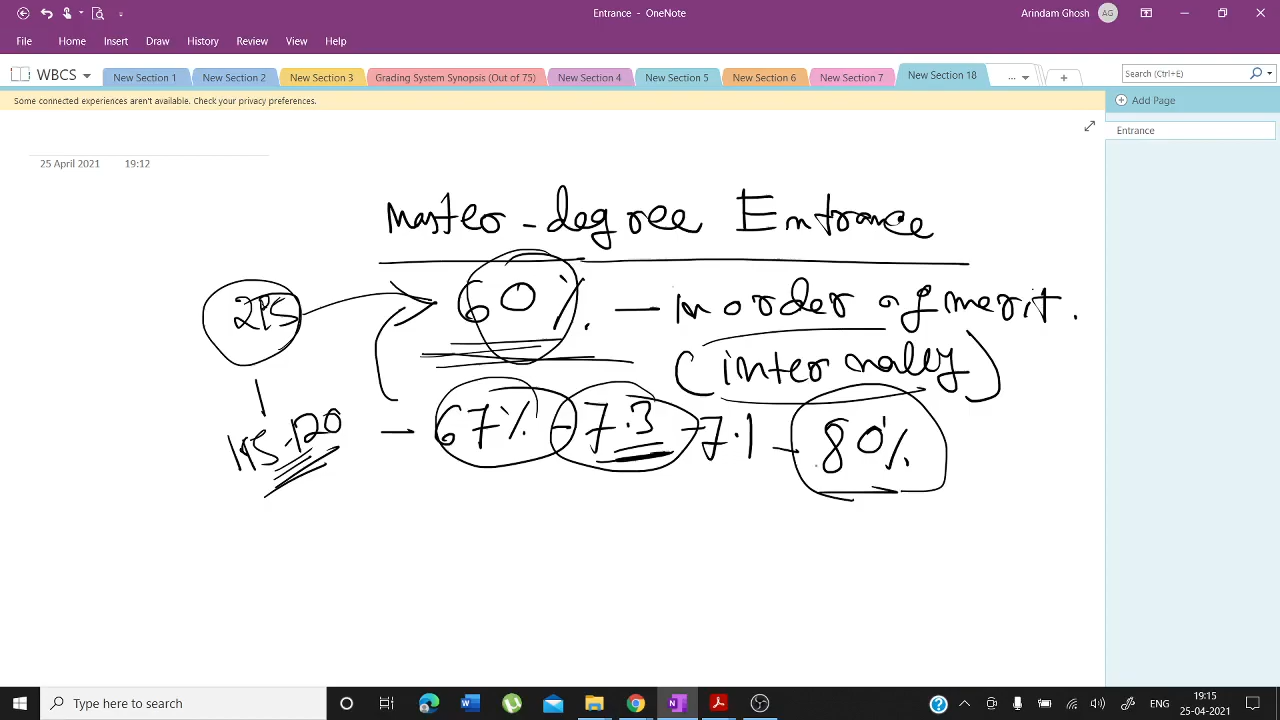 Entrance - OneNote
Arindam Ghosh AG
File Home Insert Draw History Review View Help
WBCS New Section 1 New Section 2 New Section 3 Grading System Synopsis (Out of 75) New Section 4 New Section 5 New Section 6 New Section 7 New Section 18 ... + Search (Ctrl+E)
Some connected experiences aren't available. Check your privacy preferences.
Add Page
Entrance
25 April 2021 19:12
Master-degree Entrance
60%. — in order of merit.
(internally)
120 — 67% - 7.3 - 7.1 - 80%
Type here to search
ENG
19:15
25-04-2021